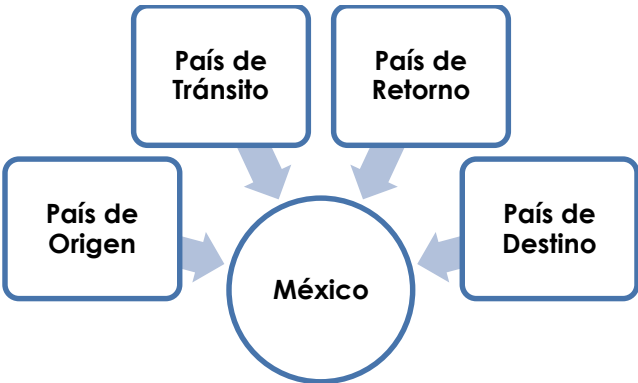 País de
Tránsito
País de
Retorno
País de
Origen
País de
Destino
México